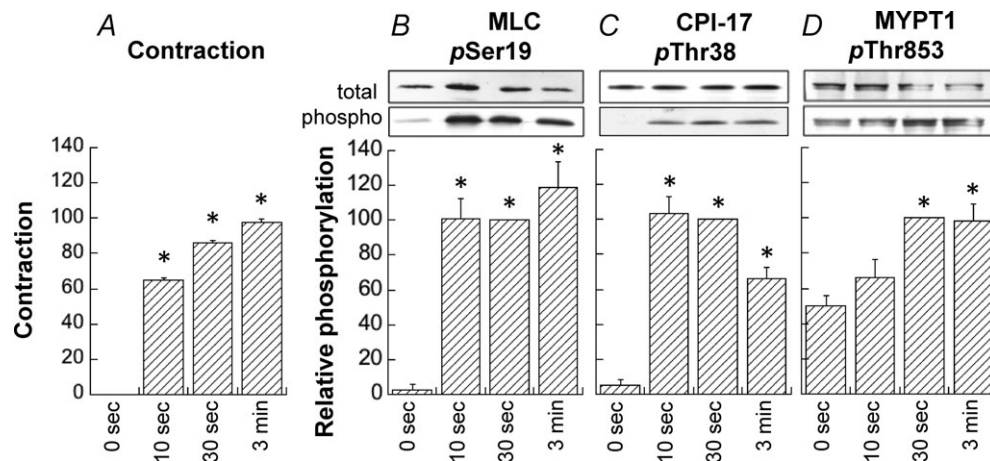 A
Contraction
B MLC
pSer19
C CPI-17
pThr38
D MYPT1
pThr853
total
phospho
Contraction
140
120
100
80
60
40
20
0
* * *
0 sec 10 sec 30 sec 3 min
Relative phosphorylation
140
120
100
80
60
40
20
0
* * *
0 sec 10 sec 30 sec 3 min
* * *
0 sec 10 sec 30 sec 3 min
* *
0 sec 10 sec 30 sec 3 min